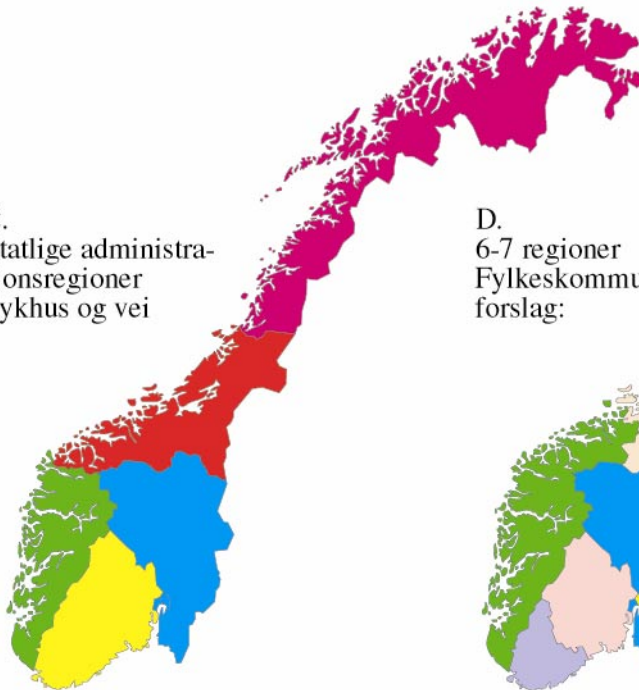 tatlige administra-
onsregioner
ykhus og vei
D.
6-7 regioner
Fylkeskommu
forslag: